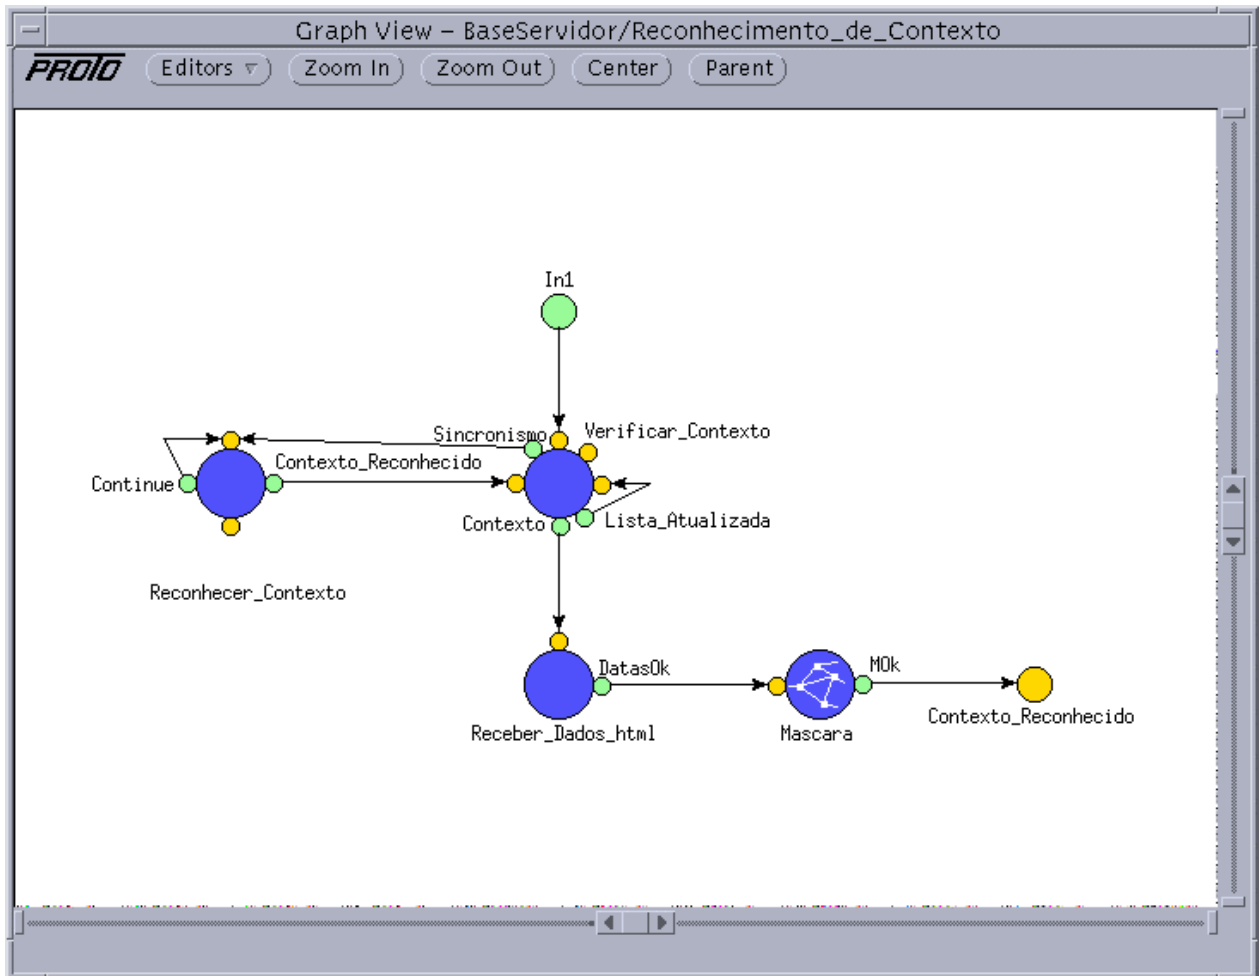 Graph View – BaseServidor/Reconhecimento_de_Contexto
PROTO Editors Zoom In Zoom Out Center Parent
In1
Sincronismo Verificar_Contexto
Contexto_Reconhecido
Continue
Contexto Lista_Atualizada
Reconhecer_Contexto
DatasOk MOk
Contexto_Reconhecido
Receber_Dados_html Mascara